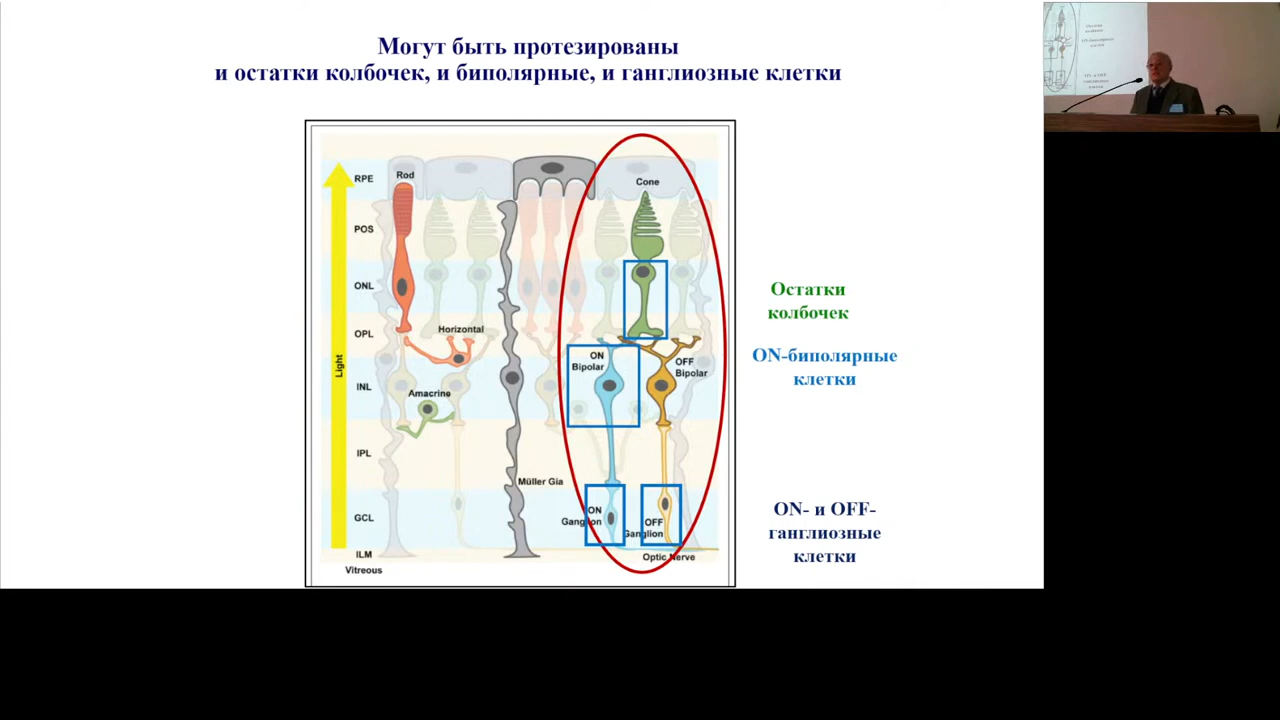 Могут быть протезированы
и остатки колбочек, и биполярные, и ганглиозные клетки
RPE
Rod
Cone
POS
ONL
OPL
Horizontal
ON
Bipolar
OFF
Bipolar
Light
INL
Amacrine
IPL
Müller Gia
GCL
ON
Ganglion
OFF
Ganglion
ILM
Optic Nerve
Vitreous
Остатки
колбочек
ON-биполярные
клетки
ON- и OFF-
ганглиозные
клетки